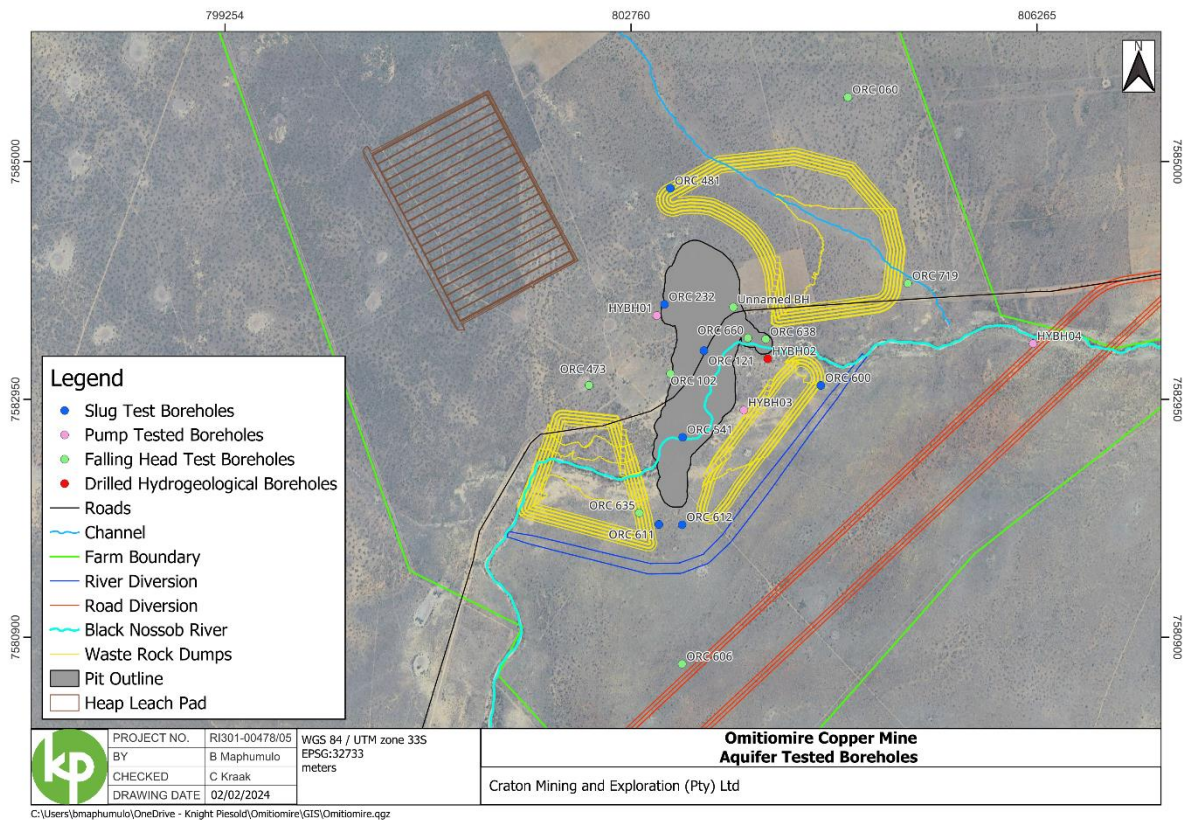 799254
802760
806265
N
ORC 060
7585000
7585000
ORC 481
ORC 719
ORC 232
Unnamed BH
HYBH01
ORC 660
ORC 638
HYBH04
ORC 121
HYBH02
ORC 473
ORC 102
ORC 600
7582950
7582950
HYBH03
ORC 541
ORC 635
ORC 611
ORC 612
7580900
7580900
ORC 606
Legend
Slug Test Boreholes
Pump Tested Boreholes
Falling Head Test Boreholes
Drilled Hydrogeological Boreholes
Roads
Channel
Farm Boundary
River Diversion
Road Diversion
Black Nossob River
Waste Rock Dumps
Pit Outline
Heap Leach Pad
kp
PROJECT NO. RI301-00478/05
BY B Maphumulo
CHECKED C Kraak
DRAWING DATE 02/02/2024
WGS 84 / UTM zone 33S
EPSG:32733
meters
Omitiomire Copper Mine
Aquifer Tested Boreholes
Craton Mining and Exploration (Pty) Ltd
C:\Users\bmaphumulo\OneDrive - Knight Piesold\Omitiomire\GIS\Omitiomire.qgz